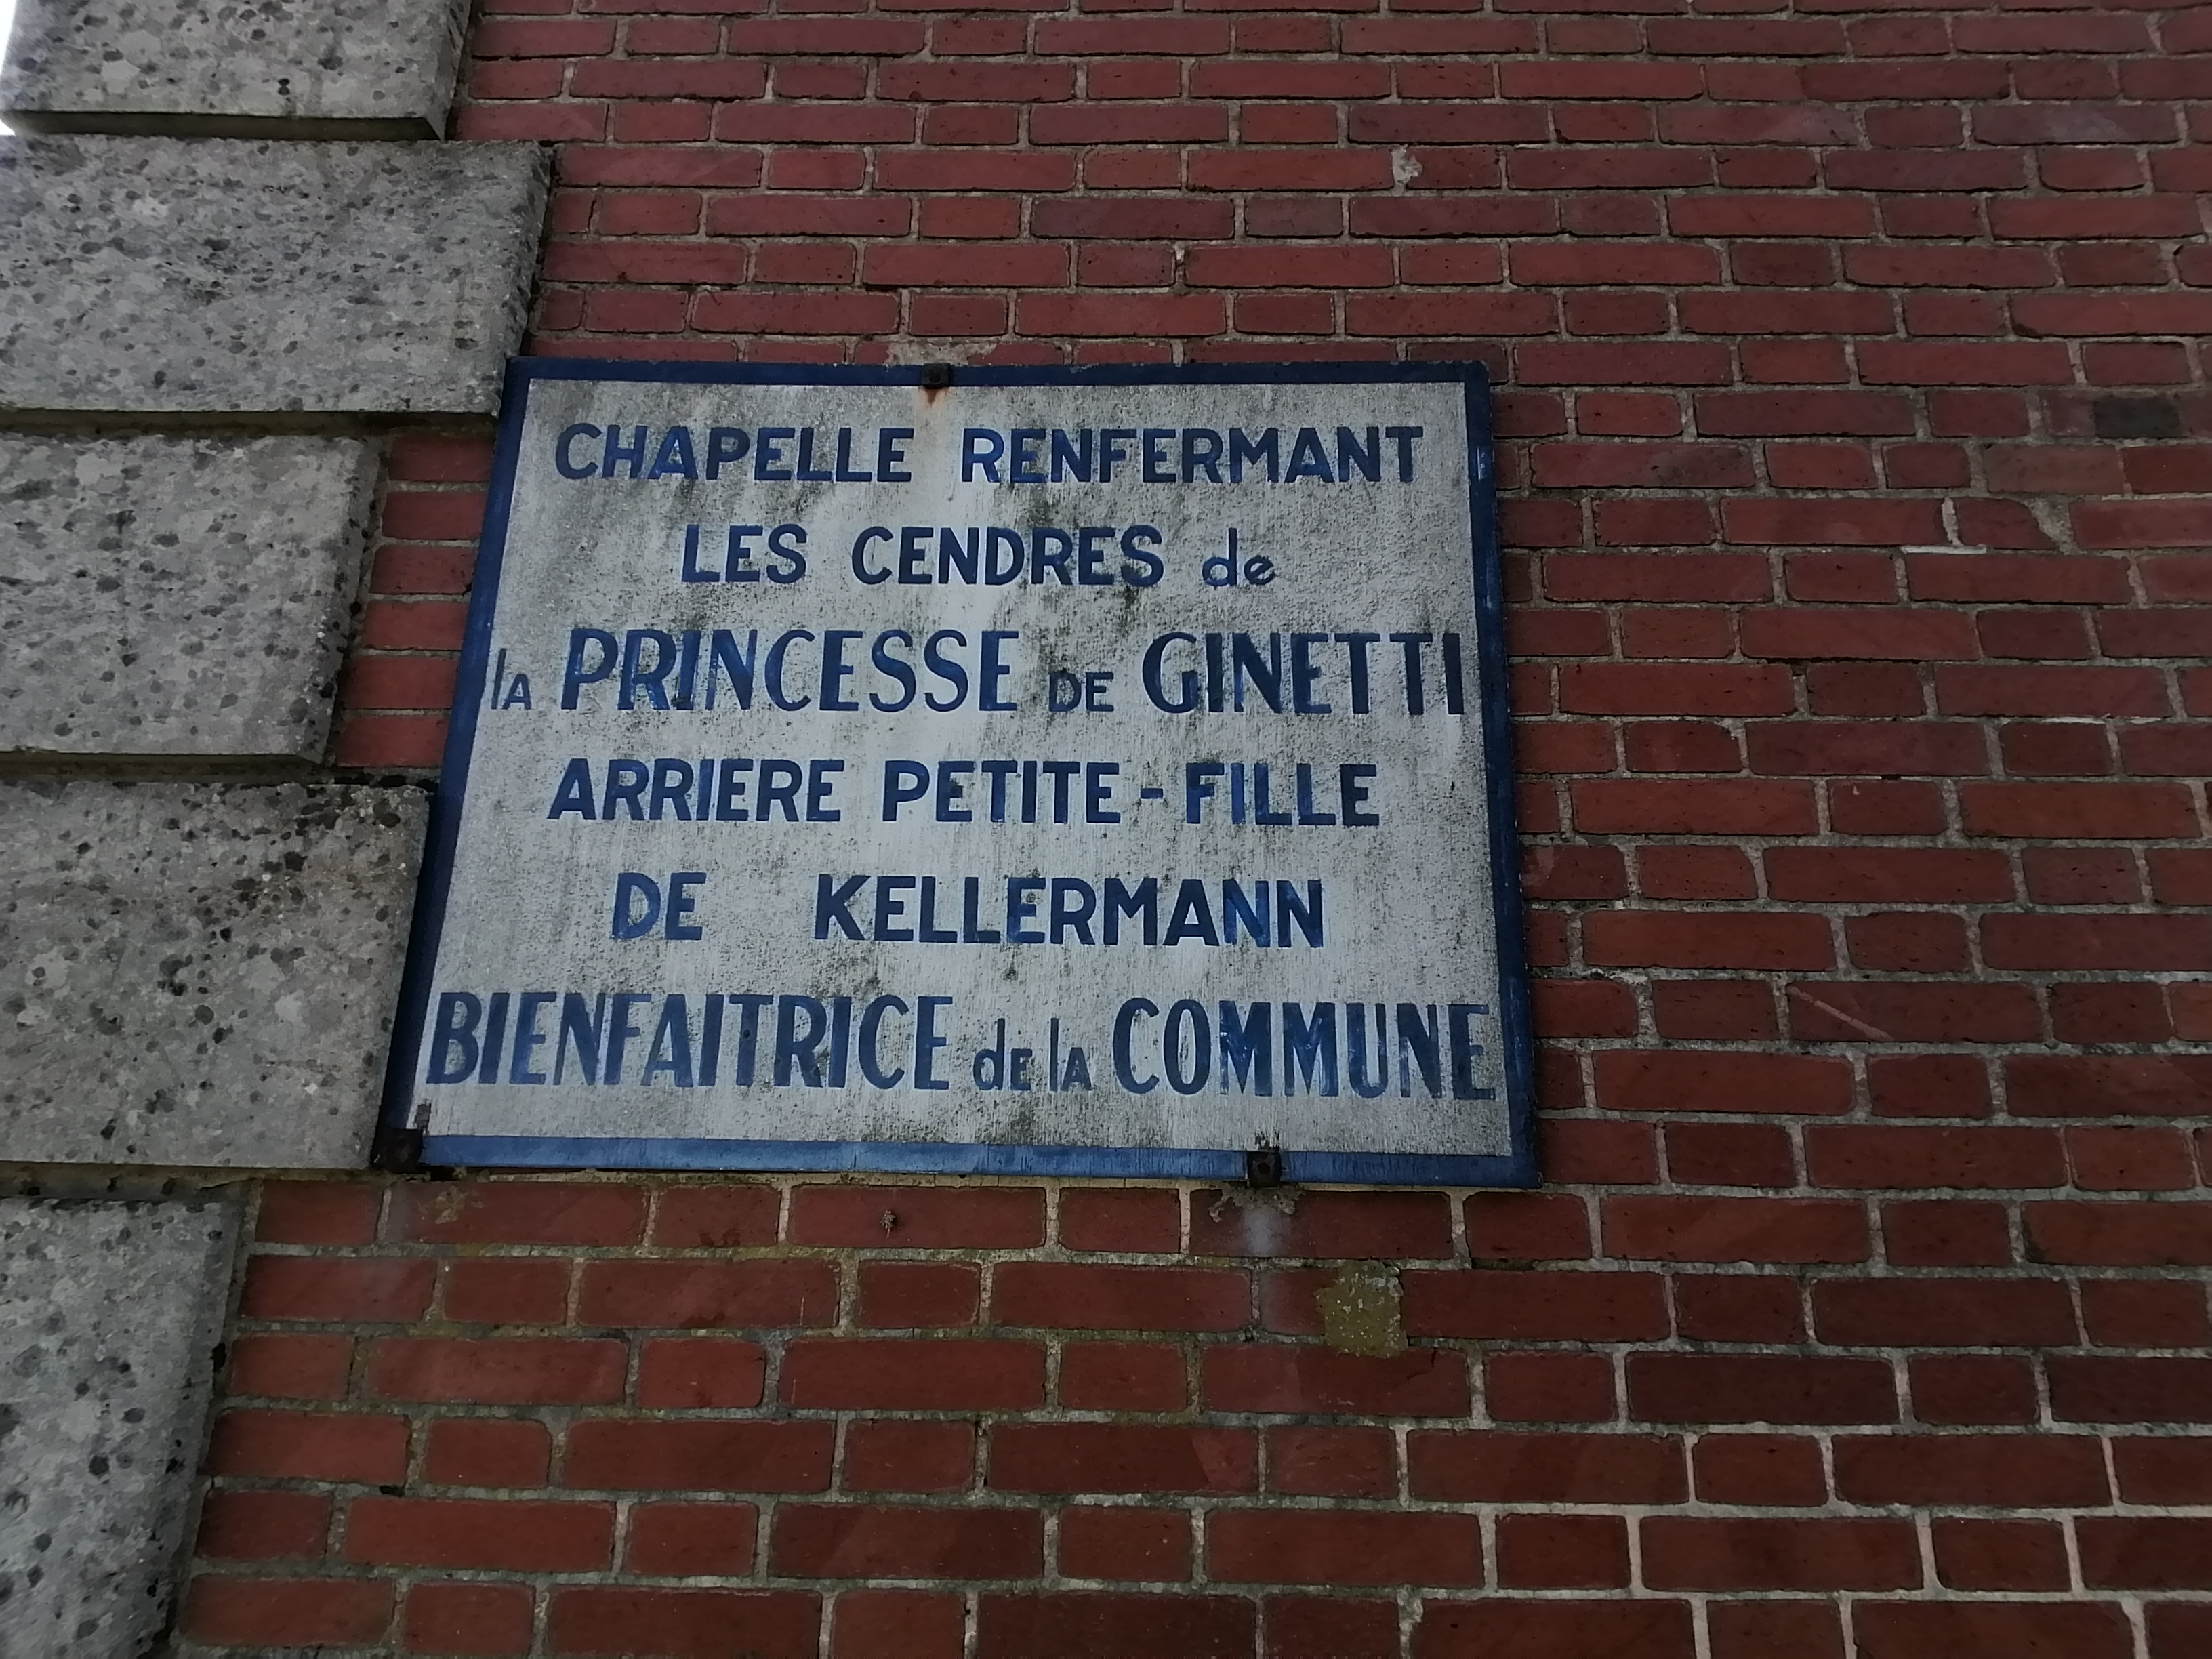 CHAPELLE RENFERMANT
LES CENDRES de
lA PRINCESSE DE GINETTI
ARRIERE PETITE-FILLE
DE KELLERMANN
BIENFAITRICE dE lA COMMUNE